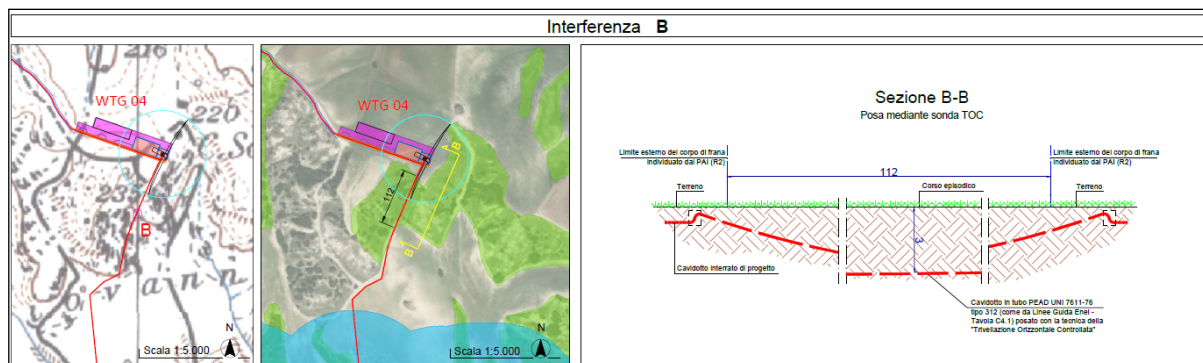 Interferenza B
WTG 04
220
216
B
N
Scala 1:5.000
WTG 04
112
B
B
N
Scala 1:5.000
Sezione B-B
Posa mediante sonda TOC
Limite esterno del corpo di frana
individuato dal PAI (R2)
Limite esterno del corpo di frana
individuato dal PAI (R2)
112
Terreno
Corso episodico
Terreno
3
Cavidotto interrato di progetto
Cavidotto in tubo PEAD UNI 7611-76
tipo 312 (come da Linee Guida Enel -
Tavola C4.1) posato con la tecnica della
"Trivellazione Orizzontale Controllata"